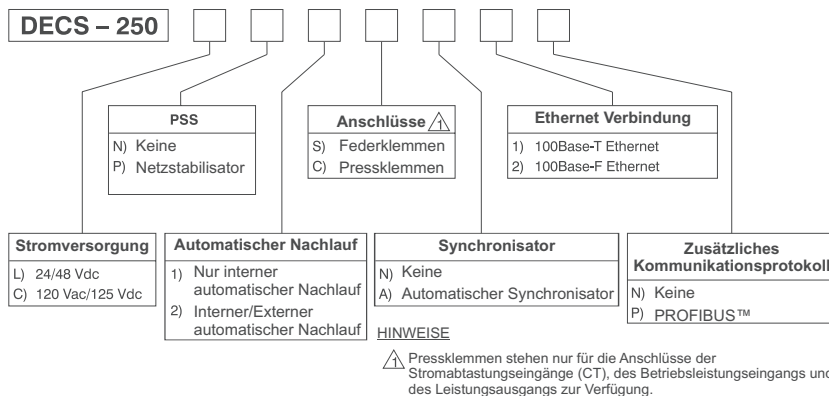 DECS – 250
PSS
N) Keine
P) Netzstabilisator
Anschlüsse 1
S) Federklemmen
C) Pressklemmen
Ethernet Verbindung
1) 100Base-T Ethernet
2) 100Base-F Ethernet
Stromversorgung
L) 24/48 Vdc
C) 120 Vac/125 Vdc
Automatischer Nachlauf
1) Nur interner
automatischer Nachlauf
2) Interner/Externer
automatischer Nachlauf
Synchronisator
N) Keine
A) Automatischer Synchronisator
Zusätzliches
Kommunikationsprotokoll
N) Keine
P) PROFIBUS™
HINWEISE
1 Pressklemmen stehen nur für die Anschlüsse der
Stromabtastungseingänge (CT), des Betriebsleistungseingangs und
des Leistungsausgangs zur Verfügung.